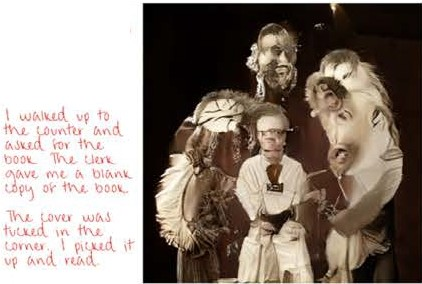 I walked up to
the counter and
asked for the
book. The clerk
gave me a blank
copy of the book.
The cover was
tucked in the
corner. I picked it
up and read.